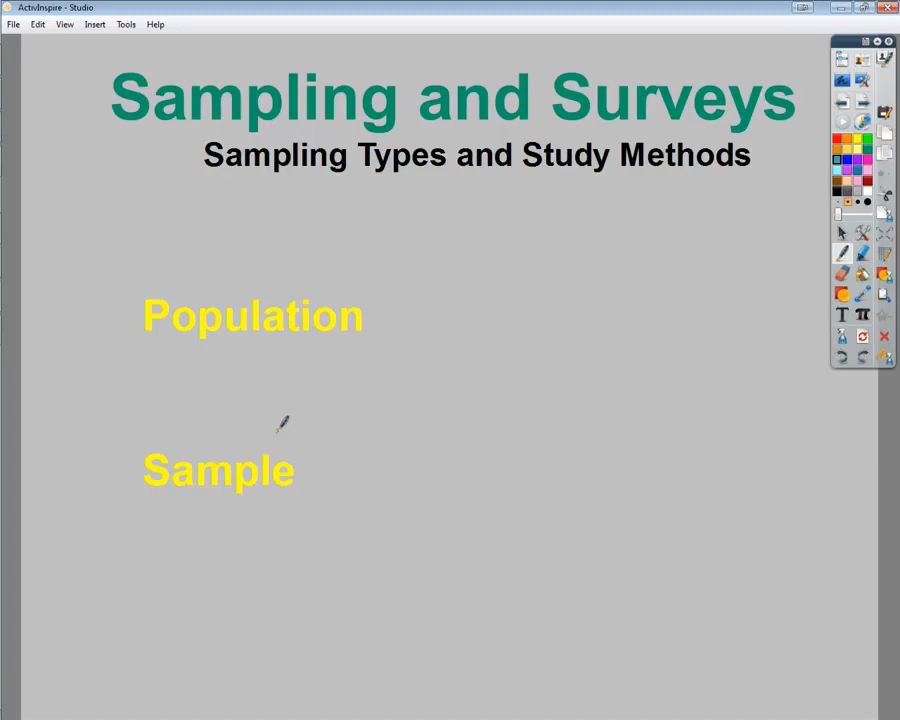 ActivInspire - Studio
File Edit View Insert Tools Help
Sampling and Surveys
Sampling Types and Study Methods
Population
Sample